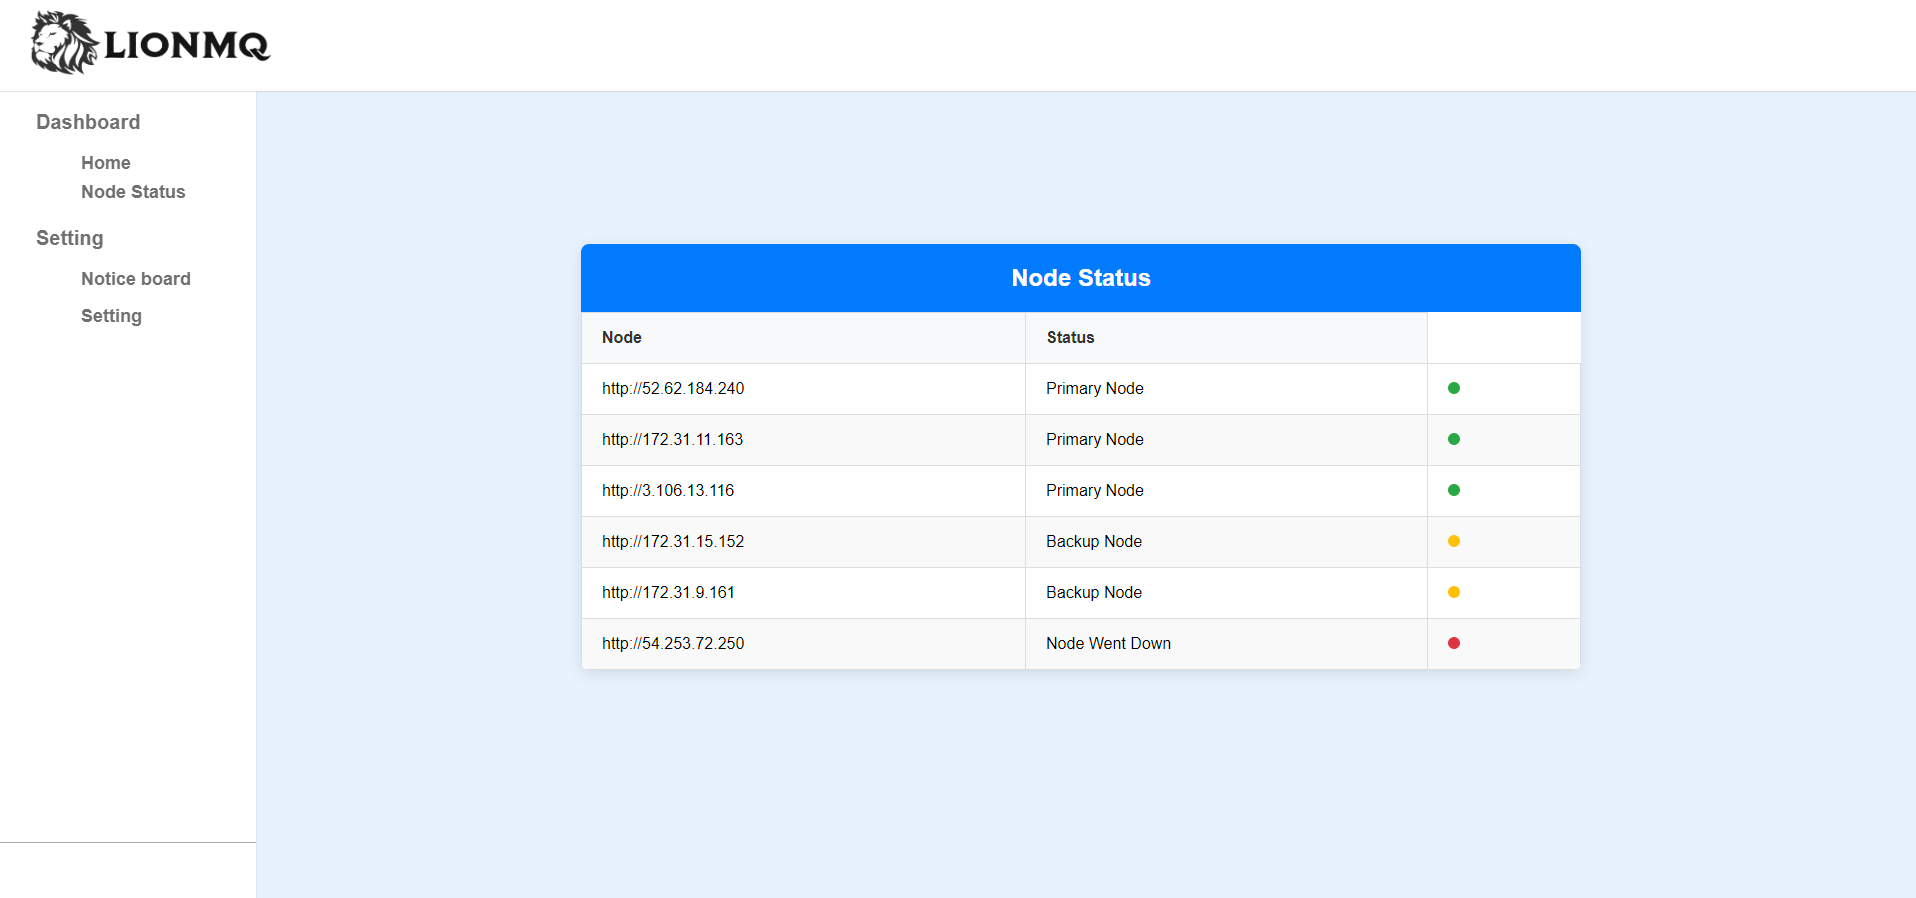 LIONMQ
Dashboard
Home
Node Status
Setting
Notice board
Setting
Node Status
Node Status
http://52.62.184.240 Primary Node
http://172.31.11.163 Primary Node
http://3.106.13.116 Primary Node
http://172.31.15.152 Backup Node
http://172.31.9.161 Backup Node
http://54.253.72.250 Node Went Down